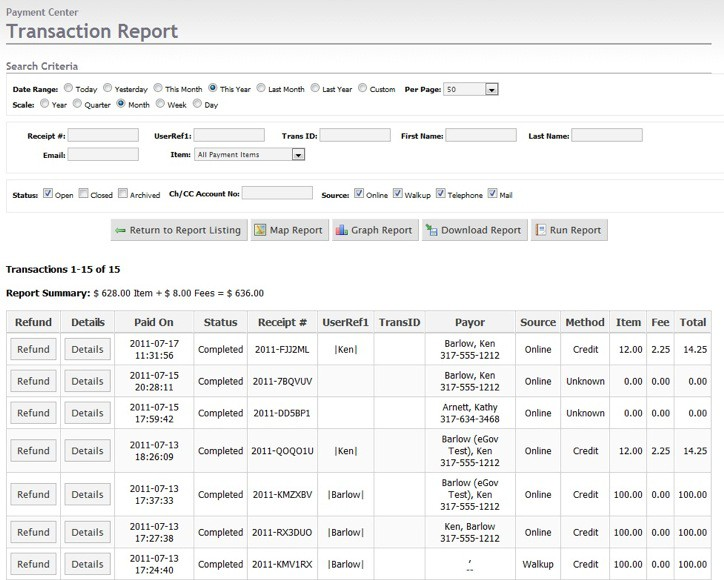 Payment Center
Transaction Report
Search Criteria
Date Range: Today Yesterday This Month This Year Last Month Last Year Custom Per Page: 50
Scale: Year Quarter Month Week Day
Receipt #: UserRef1: Trans ID: First Name: Last Name:
Email: Item: All Payment Items
Status: Open Closed Archived Ch/CC Account No: Source: Online Walkup Telephone Mail
Return to Report Listing Map Report Graph Report Download Report Run Report
Transactions 1-15 of 15
Report Summary: $ 628.00 Item + $ 8.00 Fees = $ 636.00
Refund Details Paid On Status Receipt # UserRef1 TransID Payor Source Method Item Fee Total
Refund Details 2011-07-17 11:31:56 Completed 2011-FJJ2ML |Ken| Barlow, Ken 317-555-1212 Online Credit 12.00 2.25 14.25
Refund Details 2011-07-15 20:28:11 Completed 2011-7BQVUV Barlow, Ken 317-555-1212 Online Unknown 0.00 0.00 0.00
Refund Details 2011-07-15 17:59:42 Completed 2011-DD5BP1 Arnett, Kathy 317-634-3468 Online Unknown 0.00 0.00 0.00
Refund Details 2011-07-13 18:26:09 Completed 2011-QOQO1U |Ken| Barlow (eGov Test), Ken 317-555-1212 Online Credit 12.00 2.25 14.25
Refund Details 2011-07-13 17:37:33 Completed 2011-KMZXBV |Barlow| Barlow (eGov Test), Ken 317-555-1212 Online Credit 100.00 0.00 100.00
Refund Details 2011-07-13 17:27:38 Completed 2011-RX3DUO |Barlow| Ken, Barlow 317-555-1212 Online Credit 100.00 0.00 100.00
Refund Details 2011-07-13 17:24:40 Completed 2011-KMV1RX |Barlow| , -- Walkup Credit 100.00 0.00 100.00